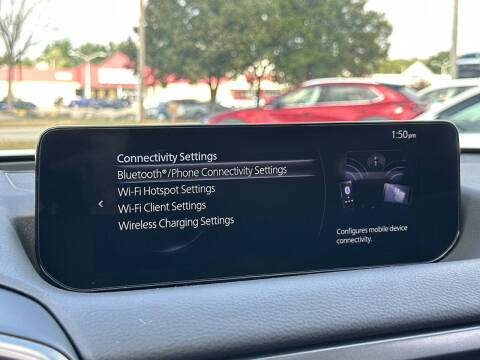 1:50pm
Connectivity Settings
Bluetooth®/Phone Connectivity Settings
Wi-Fi Hotspot Settings
Wi-Fi Client Settings
Wireless Charging Settings
Configures mobile device
connectivity.